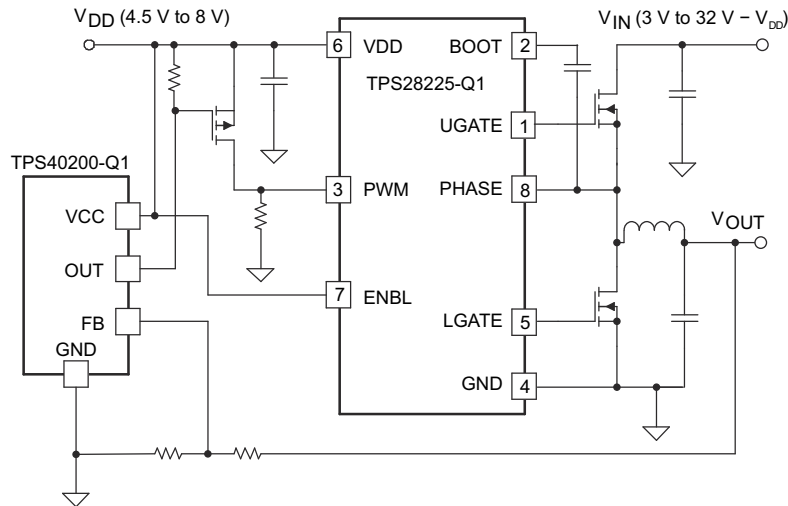 VDD (4.5 V to 8 V)
VIN (3 V to 32 V – VDD)
6 VDD
BOOT 2
TPS28225-Q1
UGATE 1
TPS40200-Q1
3 PWM
PHASE 8
VCC
VOUT
OUT
7 ENBL
FB
LGATE 5
GND
GND 4